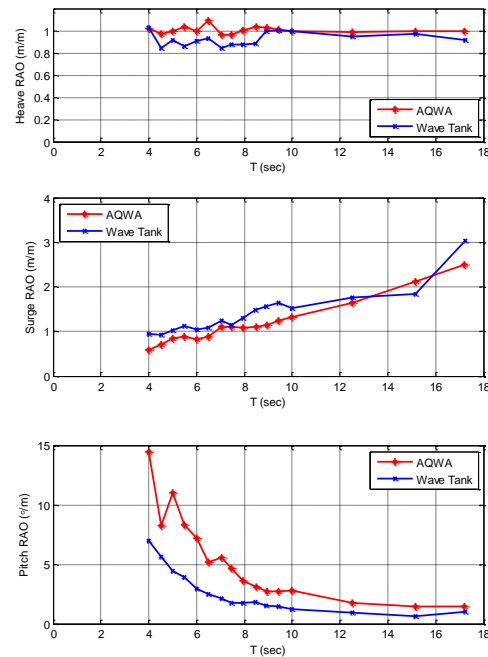 Heave RAO (m/m)
1
0.8
0.6
0.4
0.2
0
AQWA
Wave Tank
0 2 4 6 8 10 12 14 16 18
T (sec)
Surge RAO (m/m)
4
3
2
1
0
AQWA
Wave Tank
0 2 4 6 8 10 12 14 16 18
T (sec)
Pitch RAO (º/m)
15
10
5
0
AQWA
Wave Tank
0 2 4 6 8 10 12 14 16 18
T (sec)